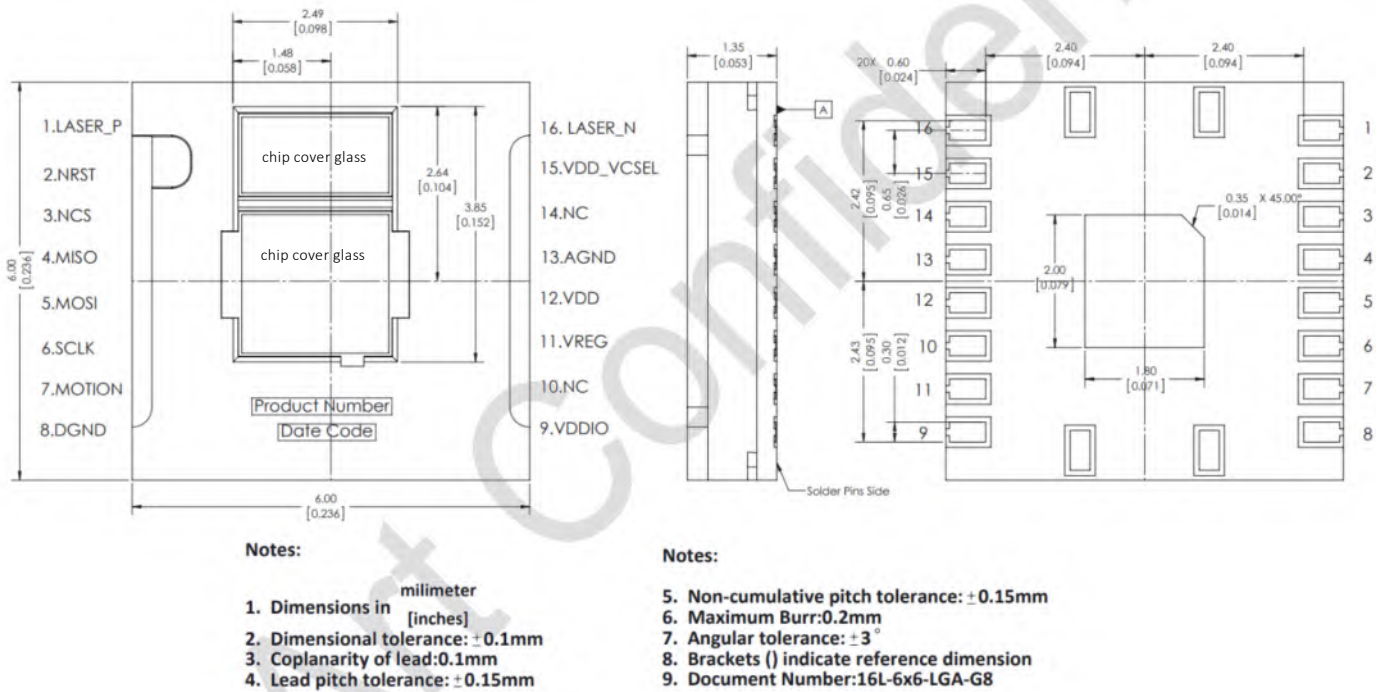 2.49
[0.098]
1.48
[0.058]
1.LASER_P
2.NRST
3.NCS
4.MISO
5.MOSI
6.SCLK
7.MOTION
8.DGND
6.00
[0.236]
chip cover glass
chip cover glass
2.64
[0.104]
3.85
[0.152]
Product Number
Date Code
16. LASER_N
15.VDD_VCSEL
14.NC
13.AGND
12.VDD
11.VREG
10.NC
9.VDDIO
6.00
[0.236]
1.35
[0.053]
A
Solder Pins Side
20X 0.60
[0.024]
2.40
[0.094]
2.40
[0.094]
16
15
14
13
12
10
11
9
2.42
[0.095]
0.65
[0.026]
2.43
[0.095]
0.30
[0.012]
2.00
[0.079]
1.80
[0.071]
0.35 X 45.00°
[0.014]
1
2
3
4
5
6
7
8
Notes:
1. Dimensions in milimeter
[inches]
2. Dimensional tolerance: ±0.1mm
3. Coplanarity of lead:0.1mm
4. Lead pitch tolerance: ±0.15mm
Notes:
5. Non-cumulative pitch tolerance: ±0.15mm
6. Maximum Burr:0.2mm
7. Angular tolerance: ±3°
8. Brackets () indicate reference dimension
9. Document Number:16L-6x6-LGA-G8